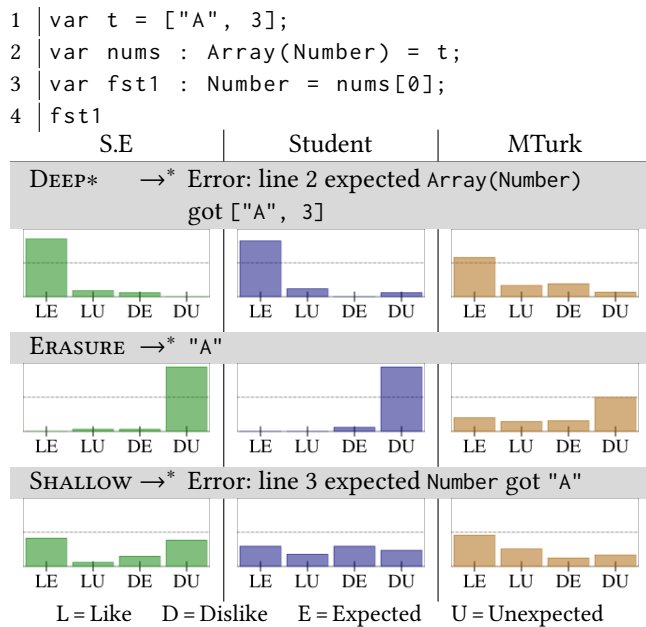 1 var t = ["A", 3];
2 var nums : Array(Number) = t;
3 var fst1 : Number = nums[0];
4 fst1
S.E Student MTurk
DEEP* →* Error: line 2 expected Array(Number)
got ["A", 3]
LE LU DE DU LE LU DE DU LE LU DE DU
ERASURE →* "A"
LE LU DE DU LE LU DE DU LE LU DE DU
SHALLOW →* Error: line 3 expected Number got "A"
LE LU DE DU LE LU DE DU LE LU DE DU
L = Like D = Dislike E = Expected U = Unexpected